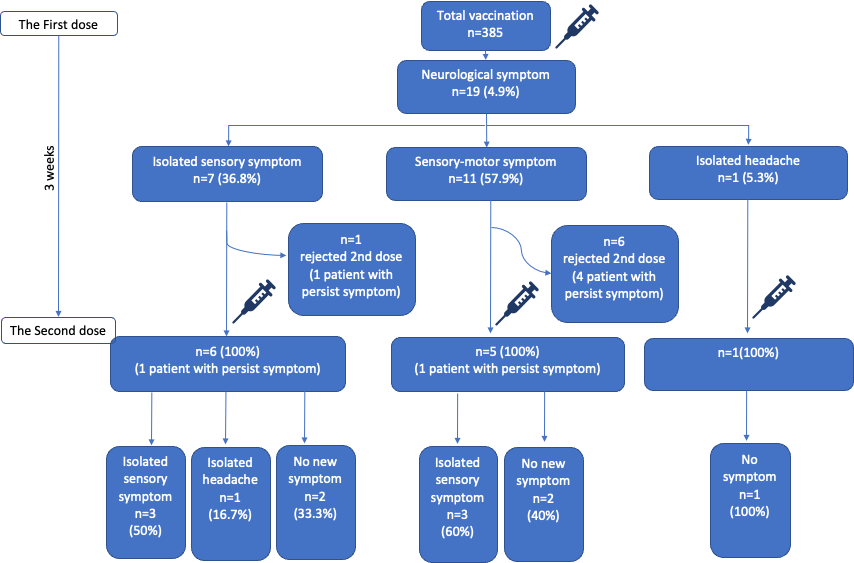 The First dose
Total vaccination
n=385
Neurological symptom
n=19 (4.9%)
3 weeks
Isolated sensory symptom
n=7 (36.8%)
Sensory-motor symptom
n=11 (57.9%)
Isolated headache
n=1 (5.3%)
n=1
rejected 2nd dose
(1 patient with
persist symptom)
n=6
rejected 2nd dose
(4 patient with
persist symptom)
The Second dose
n=6 (100%)
(1 patient with persist symptom)
n=5 (100%)
(1 patient with persist symptom)
n=1(100%)
Isolated
sensory
symptom
n=3
(50%)
Isolated
headache
n=1
(16.7%)
No new
symptom
n=2
(33.3%)
Isolated
sensory
symptom
n=3
(60%)
No new
symptom
n=2
(40%)
No
symptom
n=1
(100%)